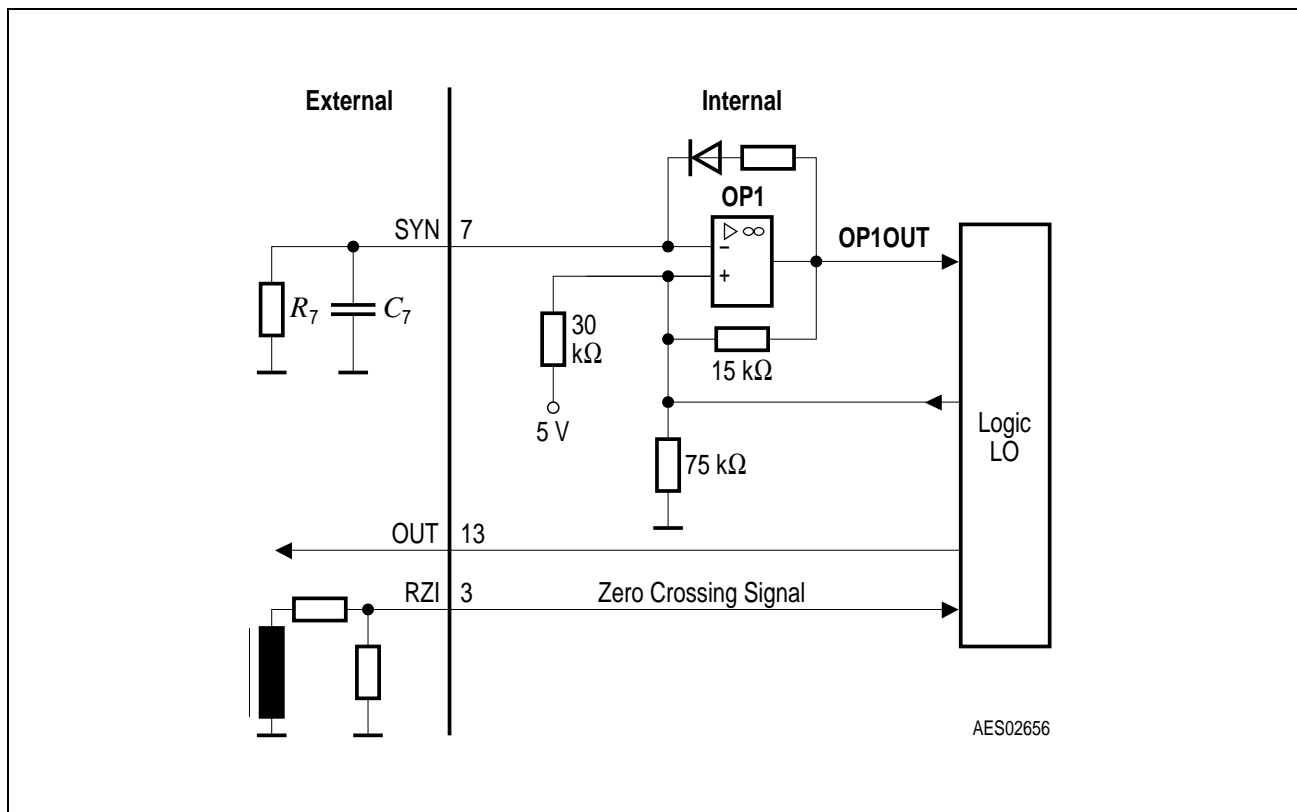 External
Internal
OP1
SYN 7
▷ ∞
OP1OUT
−
+
R7
C7
30
kΩ
15 kΩ
5 V
Logic
LO
75 kΩ
OUT 13
RZI 3
Zero Crossing Signal
AES02656